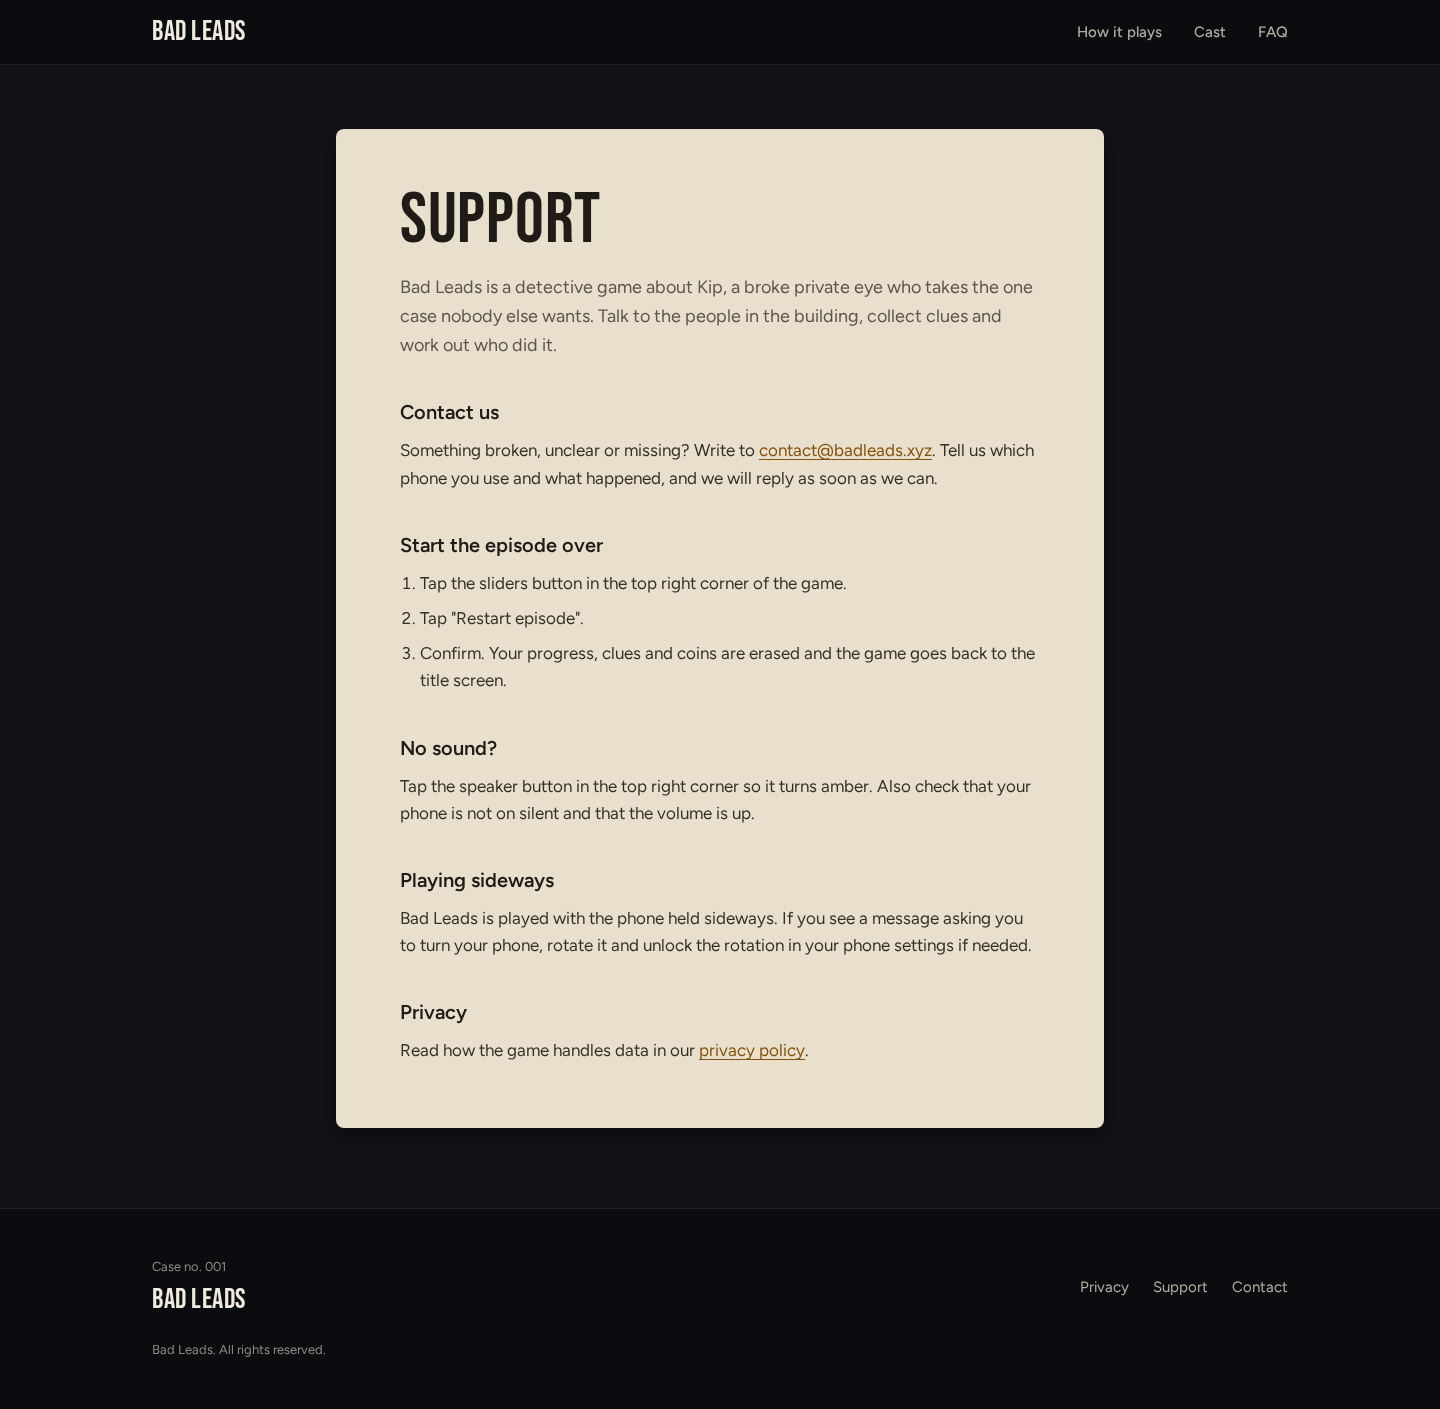 BAD LEADS
How it plays
Cast
FAQ
SUPPORT
Bad Leads is a detective game about Kip, a broke private eye who takes the one
case nobody else wants. Talk to the people in the building, collect clues and
work out who did it.
Contact us
Something broken, unclear or missing? Write to contact@badleads.xyz. Tell us which
phone you use and what happened, and we will reply as soon as we can.
Start the episode over
1. Tap the sliders button in the top right corner of the game.
2. Tap "Restart episode".
3. Confirm. Your progress, clues and coins are erased and the game goes back to the
title screen.
No sound?
Tap the speaker button in the top right corner so it turns amber. Also check that your
phone is not on silent and that the volume is up.
Playing sideways
Bad Leads is played with the phone held sideways. If you see a message asking you
to turn your phone, rotate it and unlock the rotation in your phone settings if needed.
Privacy
Read how the game handles data in our privacy policy.
Case no. 001
BAD LEADS
Privacy
Support
Contact
Bad Leads. All rights reserved.